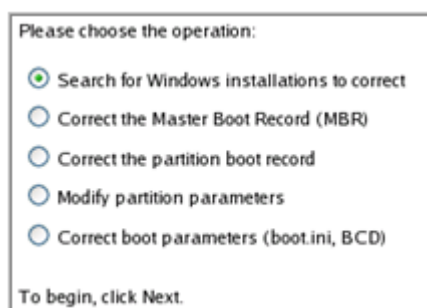 Please choose the operation:
Search for Windows installations to correct
Correct the Master Boot Record (MBR)
Correct the partition boot record
Modify partition parameters
Correct boot parameters (boot.ini, BCD)
To begin, click Next.